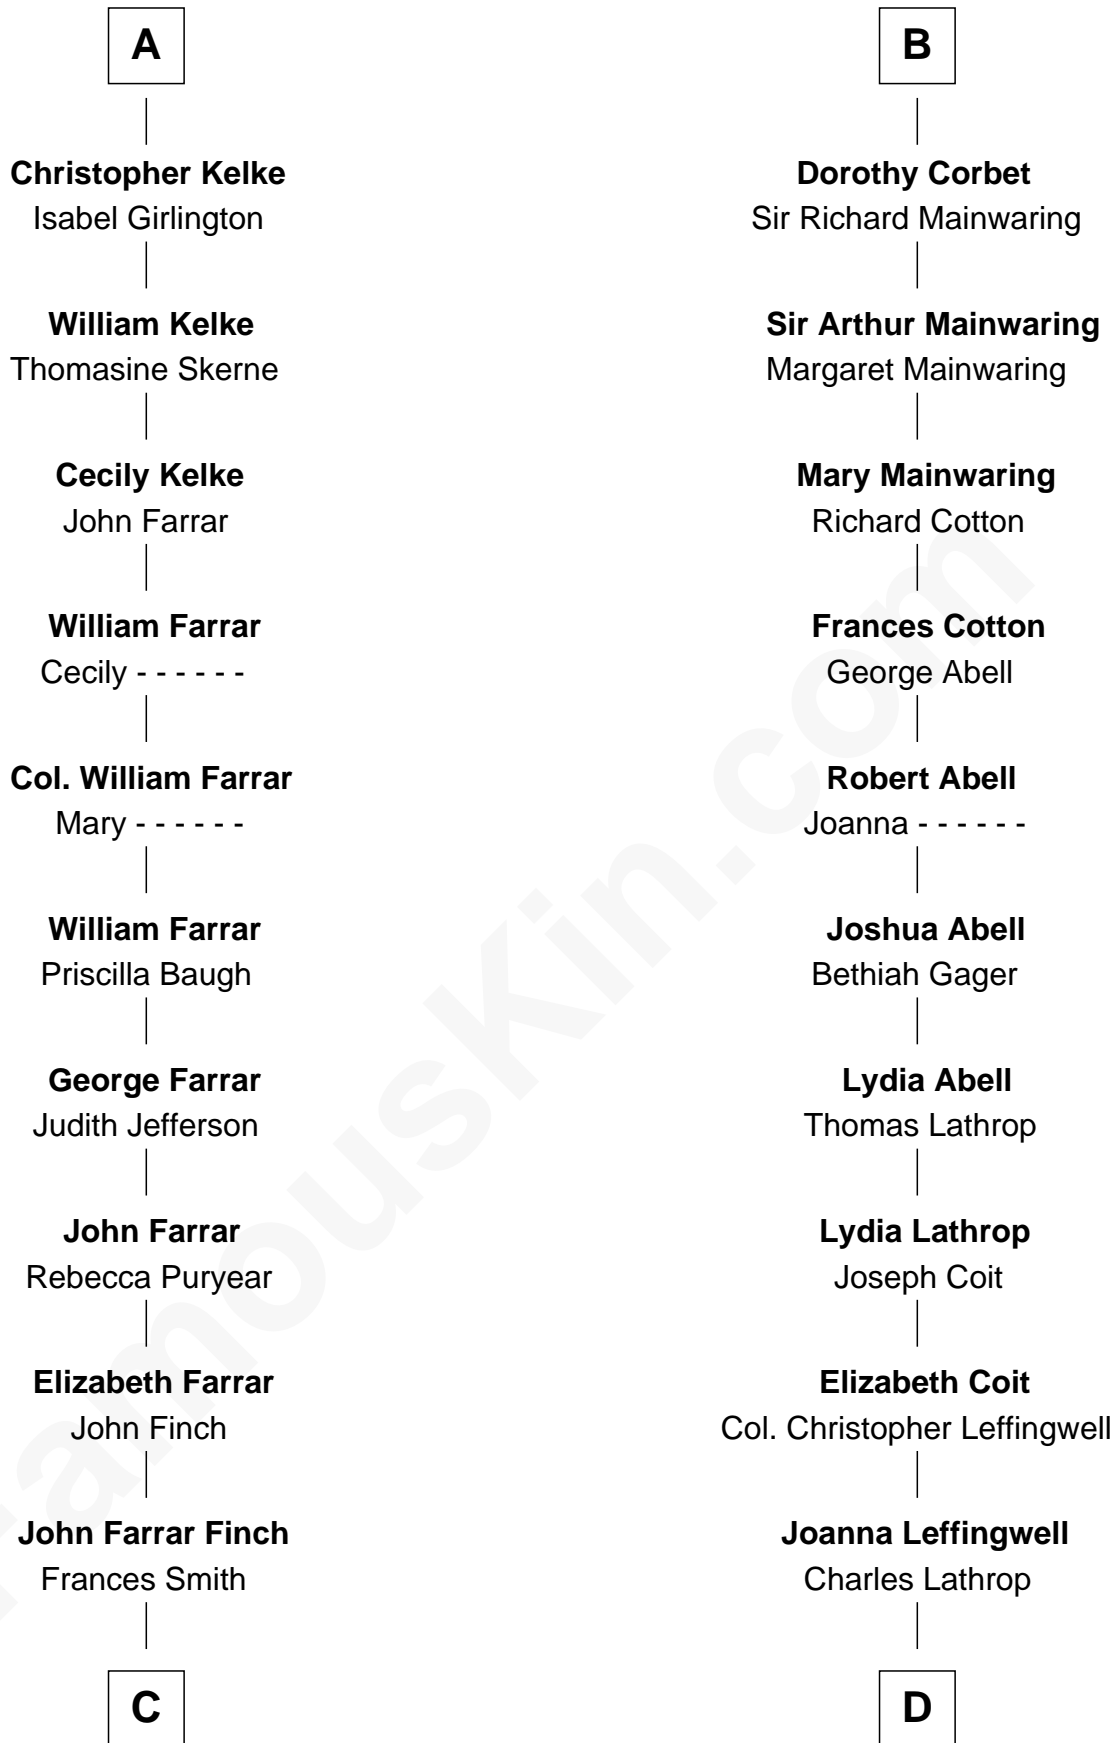 A
Christopher Kelke
Isabel Girlington
William Kelke
Thomasine Skerne
Cecily Kelke
John Farrar
William Farrar
Cecily - - - - - -
Col. William Farrar
Mary - - - - - -
William Farrar
Priscilla Baugh
George Farrar
Judith Jefferson
John Farrar
Rebecca Puryear
Elizabeth Farrar
John Finch
John Farrar Finch
Frances Smith
C
B
Dorothy Corbet
Sir Richard Mainwaring
Sir Arthur Mainwaring
Margaret Mainwaring
Mary Mainwaring
Richard Cotton
Frances Cotton
George Abell
Robert Abell
Joanna - - - - - -
Joshua Abell
Bethiah Gager
Lydia Abell
Thomas Lathrop
Lydia Lathrop
Joseph Coit
Elizabeth Coit
Col. Christopher Leffingwell
Joanna Leffingwell
Charles Lathrop
D
FamousKin.com